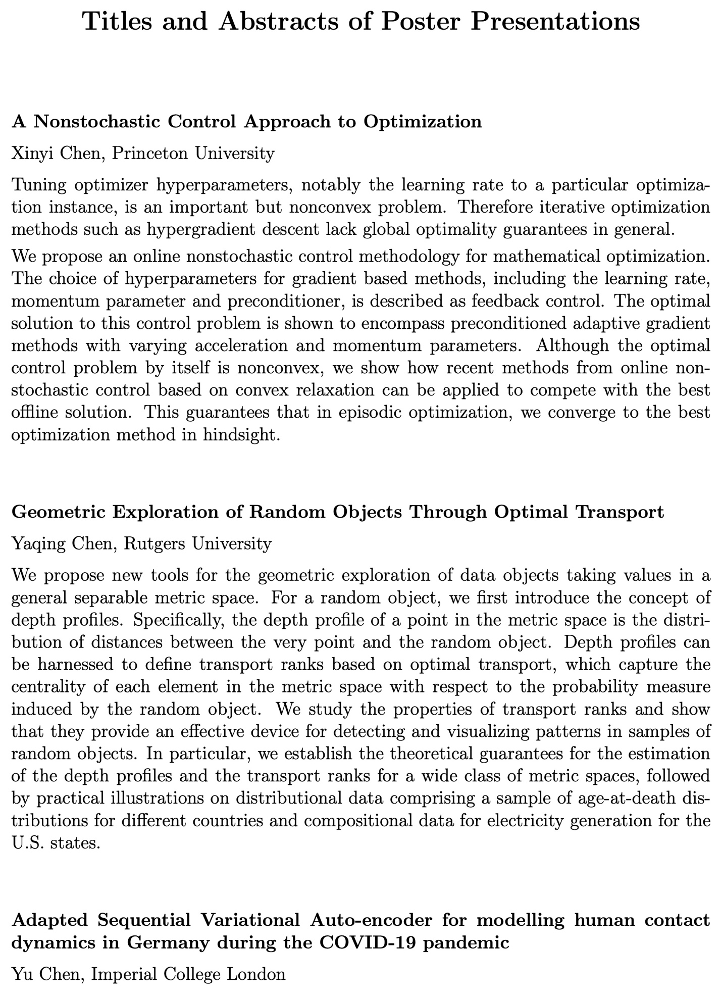 Titles and Abstracts of Poster Presentations
A Nonstochastic Control Approach to Optimization
Xinyi Chen, Princeton University
Tuning optimizer hyperparameters, notably the learning rate to a particular optimiza-
tion instance, is an important but nonconvex problem. Therefore iterative optimization
methods such as hypergradient descent lack global optimality guarantees in general.
We propose an online nonstochastic control methodology for mathematical optimization.
The choice of hyperparameters for gradient based methods, including the learning rate,
momentum parameter and preconditioner, is described as feedback control. The optimal
solution to this control problem is shown to encompass preconditioned adaptive gradient
methods with varying acceleration and momentum parameters. Although the optimal
control problem by itself is nonconvex, we show how recent methods from online non-
stochastic control based on convex relaxation can be applied to compete with the best
offline solution. This guarantees that in episodic optimization, we converge to the best
optimization method in hindsight.
Geometric Exploration of Random Objects Through Optimal Transport
Yaqing Chen, Rutgers University
We propose new tools for the geometric exploration of data objects taking values in a
general separable metric space. For a random object, we first introduce the concept of
depth profiles. Specifically, the depth profile of a point in the metric space is the distri-
bution of distances between the very point and the random object. Depth profiles can
be harnessed to define transport ranks based on optimal transport, which capture the
centrality of each element in the metric space with respect to the probability measure
induced by the random object. We study the properties of transport ranks and show
that they provide an effective device for detecting and visualizing patterns in samples of
random objects. In particular, we establish the theoretical guarantees for the estimation
of the depth profiles and the transport ranks for a wide class of metric spaces, followed
by practical illustrations on distributional data comprising a sample of age-at-death dis-
tributions for different countries and compositional data for electricity generation for the
U.S. states.
Adapted Sequential Variational Auto-encoder for modelling human contact
dynamics in Germany during the COVID-19 pandemic
Yu Chen, Imperial College London